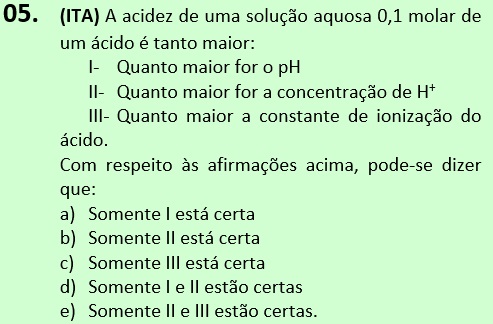 05. (ITA) A acidez de uma solução aquosa 0,1 molar de
um ácido é tanto maior:
I- Quanto maior for o pH
II- Quanto maior for a concentração de H⁺
III- Quanto maior a constante de ionização do
ácido.
Com respeito às afirmações acima, pode-se dizer
que:
a) Somente I está certa
b) Somente II está certa
c) Somente III está certa
d) Somente I e II estão certas
e) Somente II e III estão certas.